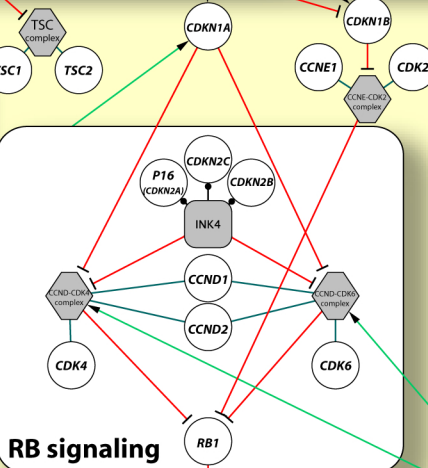 TSC
complex
TSC2
CDKN1A
CDKN1B
CCNE1
CDK2
CCNE-CDK2
complex
CDKN2C
P16
(CDKN2A)
CDKN2B
INK4
CCND1
CCND-CDK4
complex
CCND-CDK6
complex
CCND2
CDK4
CDK6
RB1
RB signaling